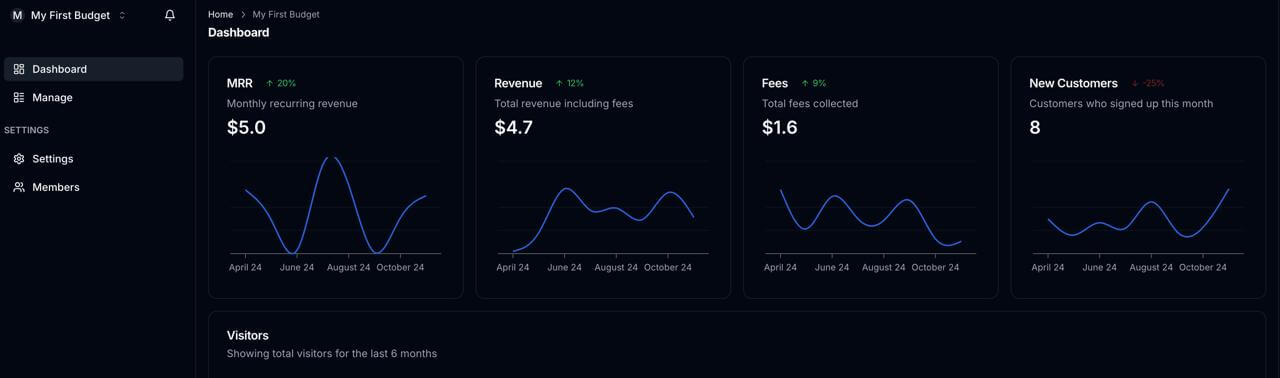 M My First Budget
Dashboard
Manage
SETTINGS
Settings
Members
Home > My First Budget
Dashboard
MRR ↑ 20%
Monthly recurring revenue
$5.0
April 24 June 24 August 24 October 24
Revenue ↑ 12%
Total revenue including fees
$4.7
April 24 June 24 August 24 October 24
Fees ↑ 9%
Total fees collected
$1.6
April 24 June 24 August 24 October 24
New Customers ↓ -25%
Customers who signed up this month
8
April 24 June 24 August 24 October 24
Visitors
Showing total visitors for the last 6 months